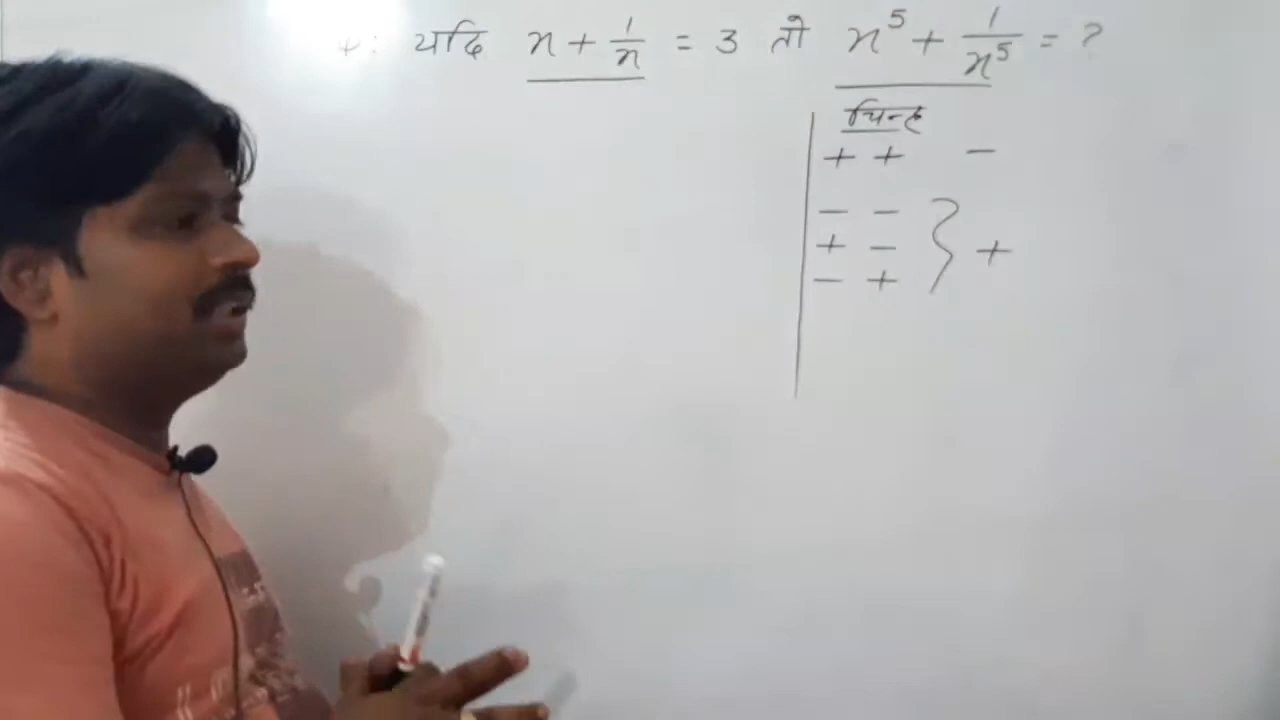 यदि x + 1/x = 3 तो x⁵ + 1/x⁵ = ?
चिन्ह
+ + −
− −
+ − } +
− +